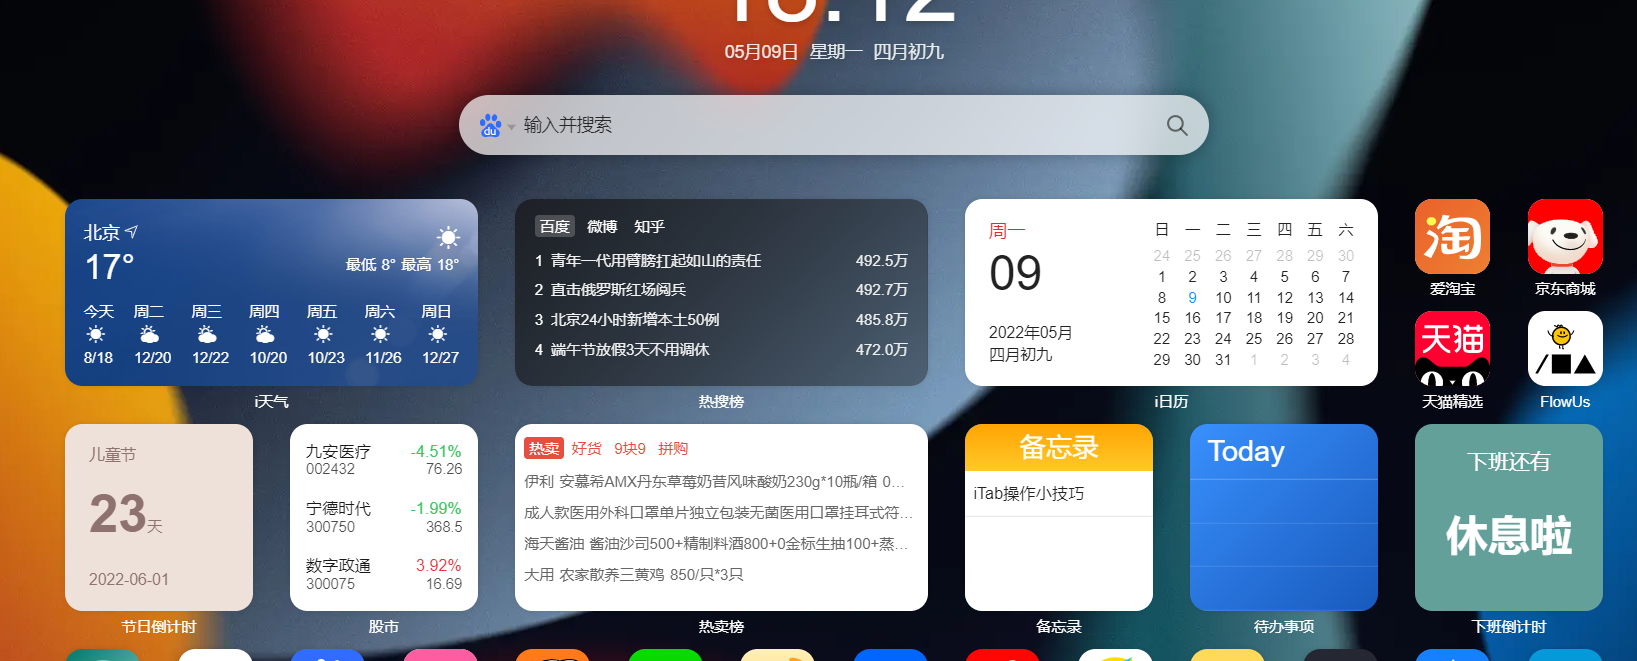 18:12
05月09日 星期一 四月初九
du 输入并搜索
北京
17°
最低 8° 最高 18°
今天 周二 周三 周四 周五 周六 周日
8/18 12/20 12/22 10/20 10/23 11/26 12/27
i天气
百度 微博 知乎
1 青年一代用臂膀扛起如山的责任 492.5万
2 直击俄罗斯红场阅兵 492.7万
3 北京24小时新增本土50例 485.8万
4 端午节放假3天不用调休 472.0万
热搜榜
周一
09
2022年05月
四月初九
日 一 二 三 四 五 六
24 25 26 27 28 29 30
1 2 3 4 5 6 7
8 9 10 11 12 13 14
15 16 17 18 19 20 21
22 23 24 25 26 27 28
29 30 31 1 2 3 4
i日历
淘
爱淘宝
京东商城
天猫
天猫精选
FlowUs
儿童节
23天
2022-06-01
节日倒计时
九安医疗 -4.51%
002432 76.26
宁德时代 -1.99%
300750 368.5
数字政通 3.92%
300075 16.69
股市
热卖 好货 9块9 拼购
伊利 安慕希AMX丹东草莓奶昔风味酸奶230g*10瓶/箱 0...
成人款医用外科口罩单片独立包装无菌医用口罩挂耳式符...
海天酱油 酱油沙司500+精制料酒800+0金标生抽100+蒸...
大用 农家散养三黄鸡 850/只*3只
热卖榜
备忘录
iTab操作小技巧
备忘录
Today
待办事项
下班还有
休息啦
下班倒计时